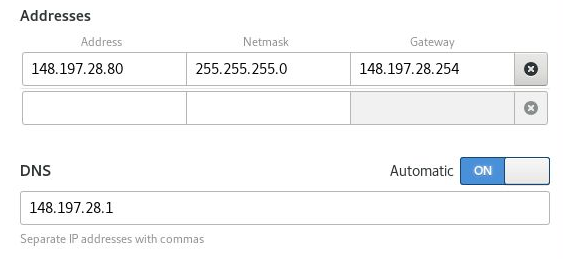 Addresses
Address Netmask Gateway
148.197.28.80 255.255.255.0 148.197.28.254
DNS Automatic ON
148.197.28.1
Separate IP addresses with commas